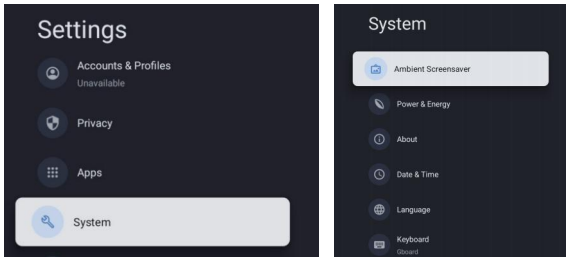 Settings
Accounts & Profiles
Unavailable
Privacy
Apps
System
System
Ambient Screensaver
Power & Energy
About
Date & Time
Language
Keyboard
Gboard